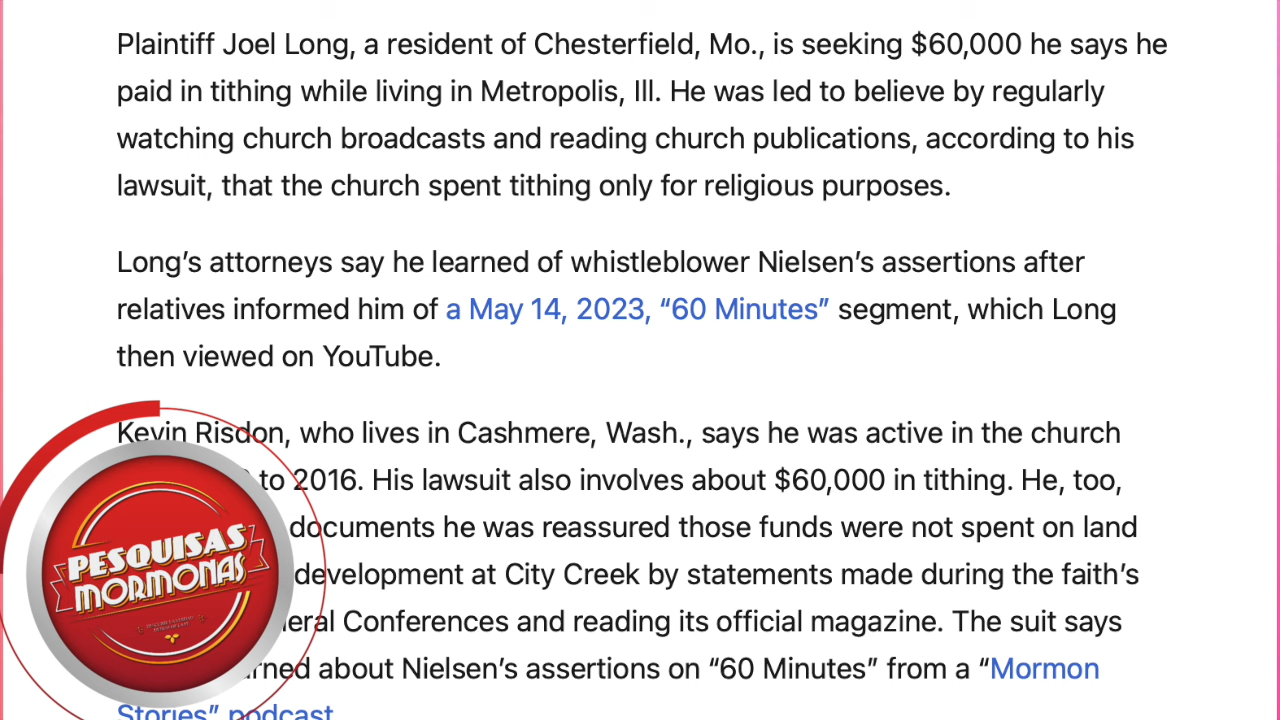 Plaintiff Joel Long, a resident of Chesterfield, Mo., is seeking $60,000 he says he
paid in tithing while living in Metropolis, Ill. He was led to believe by regularly
watching church broadcasts and reading church publications, according to his
lawsuit, that the church spent tithing only for religious purposes.
Long’s attorneys say he learned of whistleblower Nielsen’s assertions after
relatives informed him of a May 14, 2023, “60 Minutes” segment, which Long
then viewed on YouTube.
Kevin Risdon, who lives in Cashmere, Wash., says he was active in the church
to 2016. His lawsuit also involves about $60,000 in tithing. He, too,
documents he was reassured those funds were not spent on land
development at City Creek by statements made during the faith’s
Conferences and reading its official magazine. The suit says
about Nielsen’s assertions on “60 Minutes” from a “Mormon
Stories” podcast.
PESQUISAS
MORMONAS